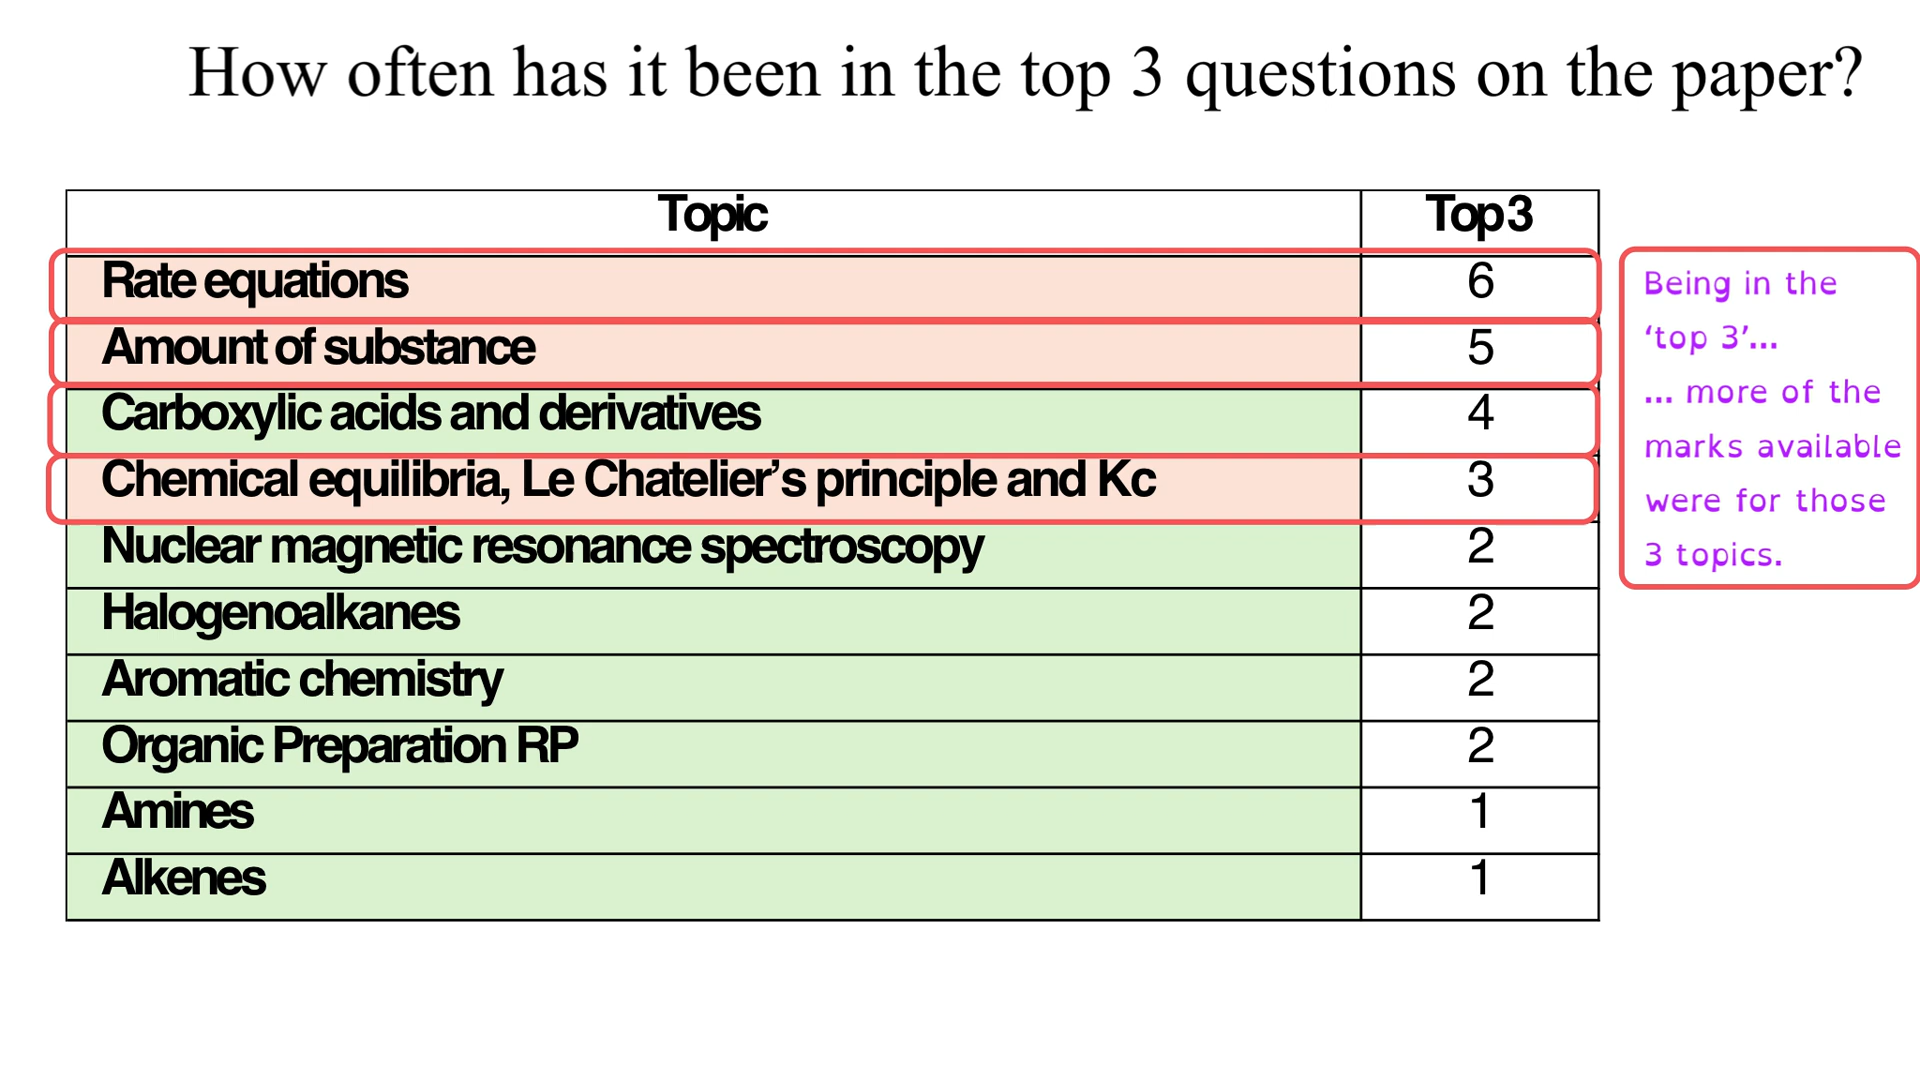 How often has it been in the top 3 questions on the paper?
Topic Top 3
Rate equations 6
Amount of substance 5
Carboxylic acids and derivatives 4
Chemical equilibria, Le Chatelier’s principle and Kc 3
Nuclear magnetic resonance spectroscopy 2
Halogenoalkanes 2
Aromatic chemistry 2
Organic Preparation RP 2
Amines 1
Alkenes 1
Being in the
‘top 3’...
... more of the
marks available
were for those
3 topics.